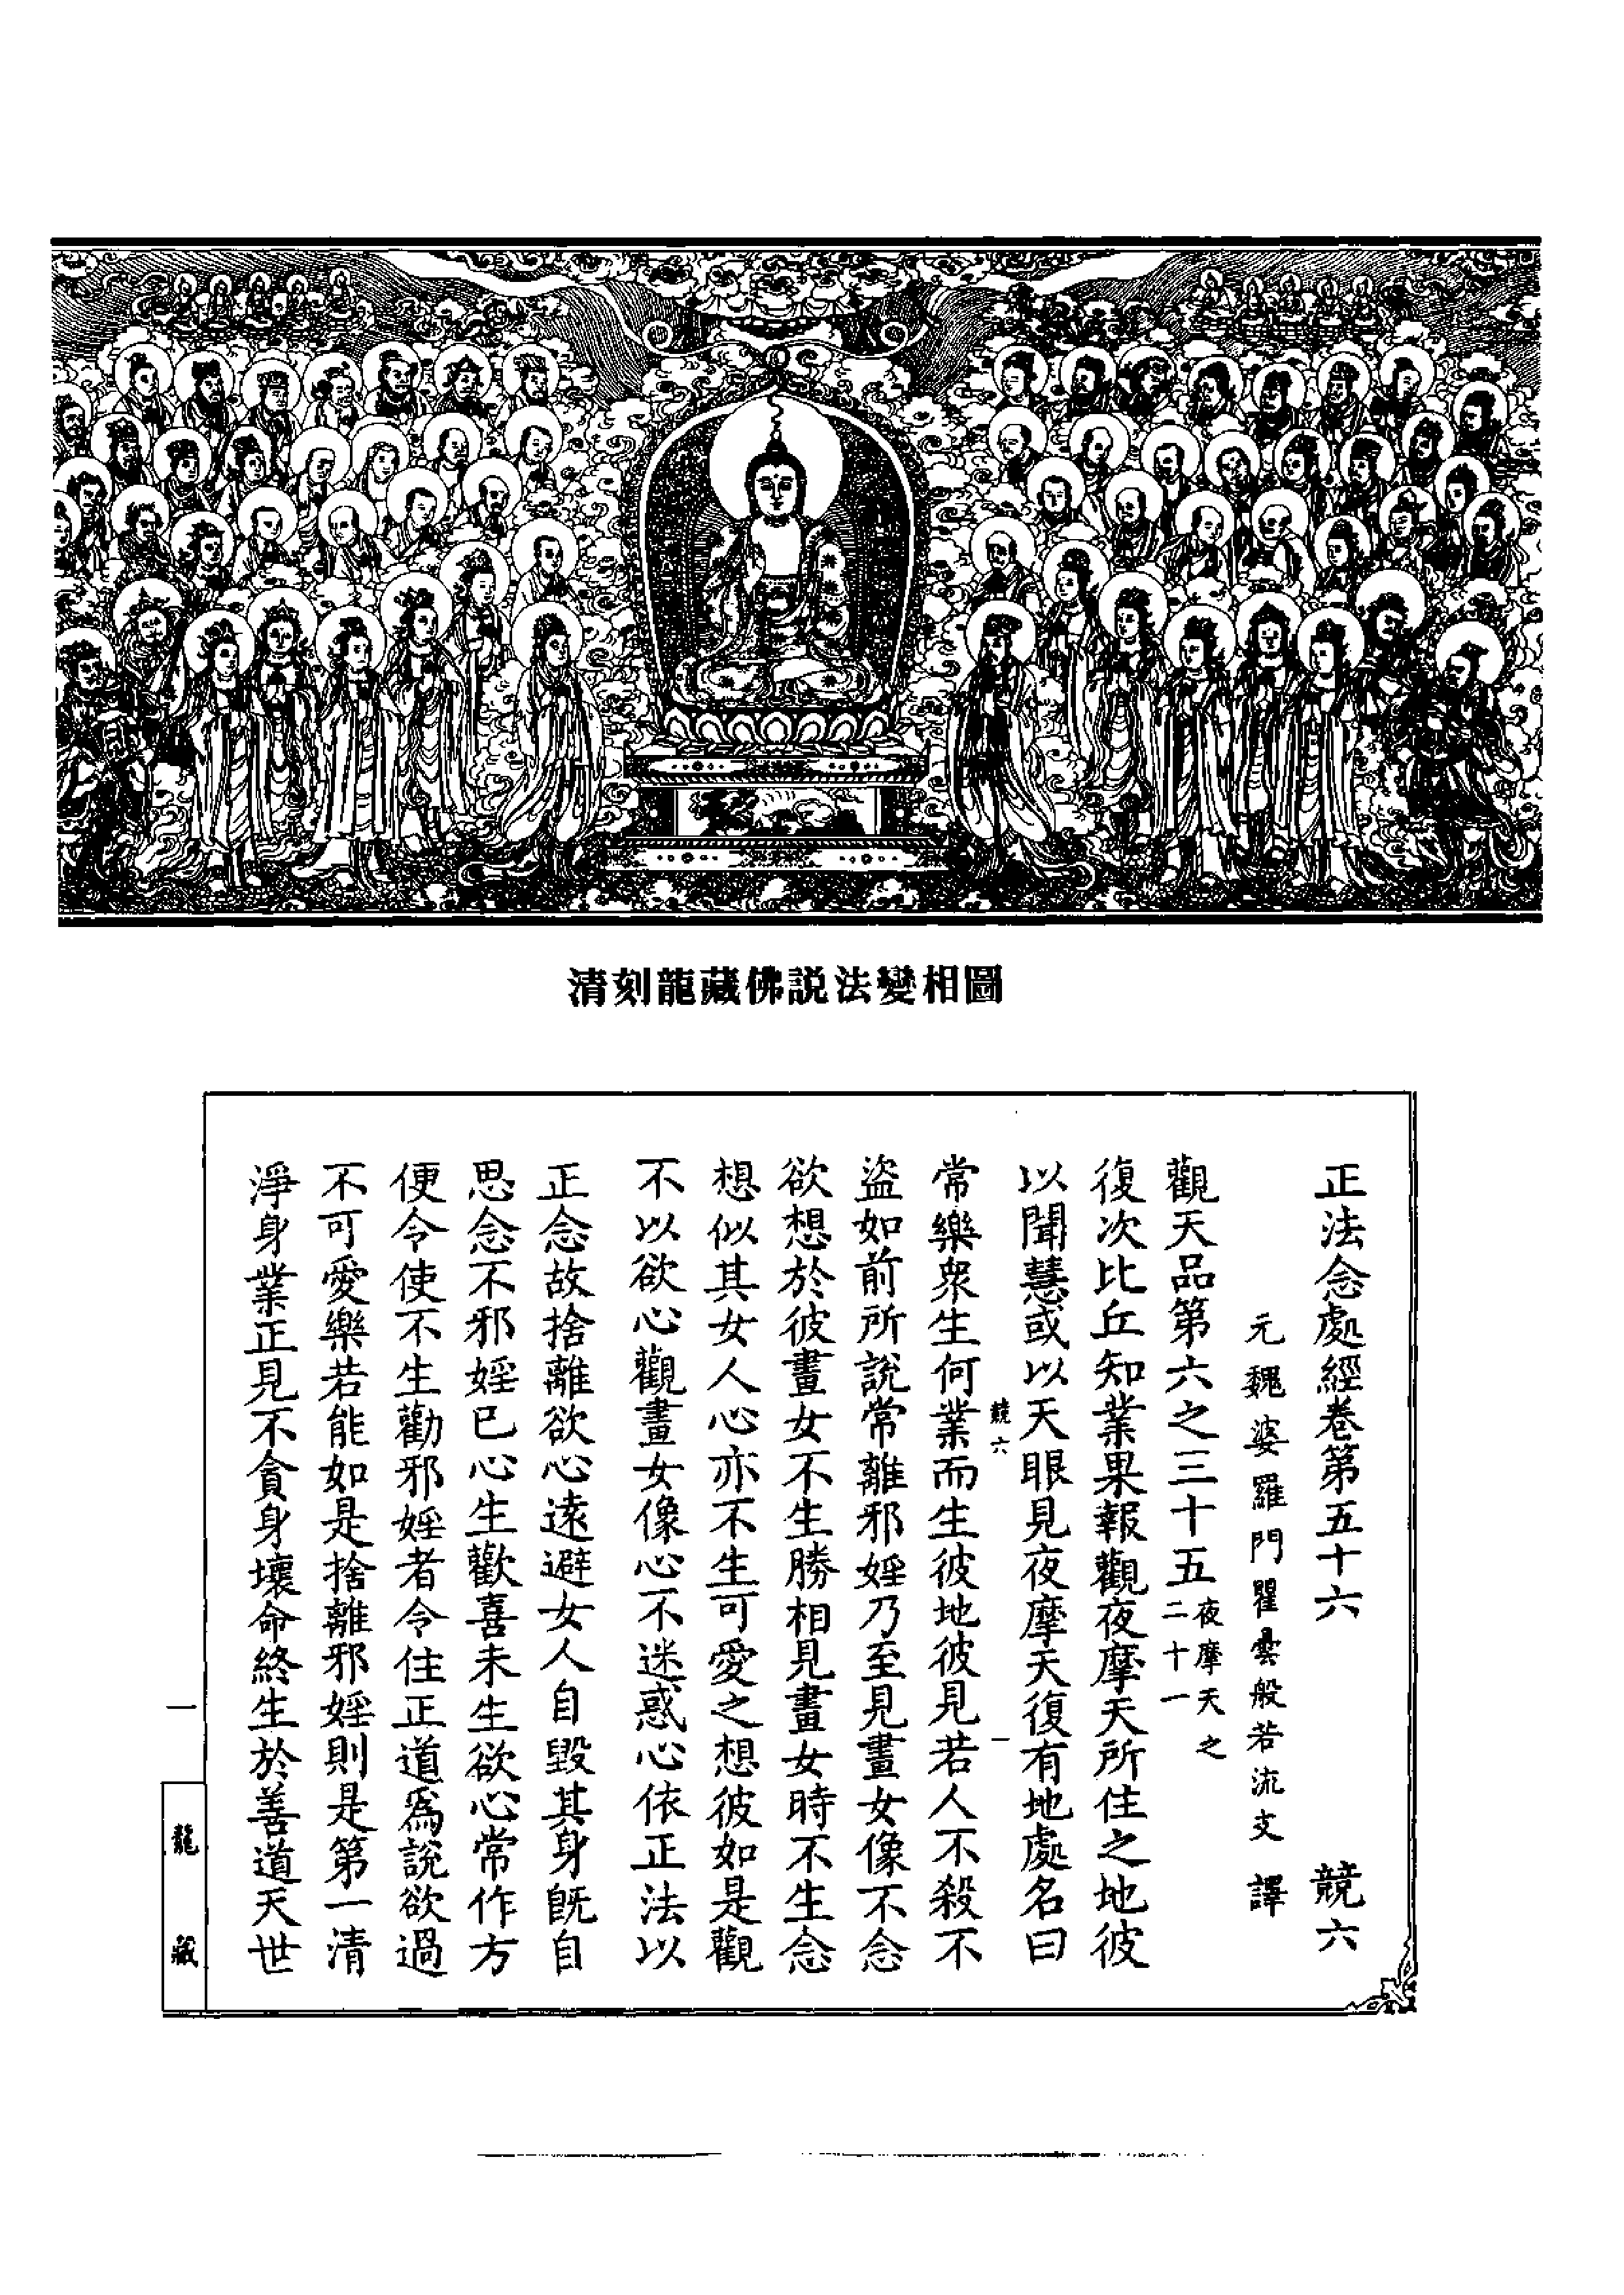 清刻龍藏佛説法變相圖
正法念處經卷第五十六　競六
元魏婆羅門瞿曇般若流支譯
觀天品第六之三十五夜摩天之二十一
復次比丘知業果報觀夜摩天所住之地彼
以聞慧或以天眼見夜摩天復有地處名曰
競六　一
常樂衆生何業而生彼地彼見若人不殺不
盜如前所說常離邪婬乃至見畫女像不念
欲想於彼畫女不生勝相見畫女時不生念
想似其女人心亦不生可愛之想彼如是觀
不以欲心觀畫女像心不迷惑心依正法以
正念故捨離欲心遠避女人自毀其身既自
思念不邪婬已心生歡喜未生欲心常作方
便令使不生勸邪婬者令住正道爲說欲過
不可愛樂若能如是捨離邪婬則是第一清
淨身業正見不貪身壞命終生於善道天世
一
龍藏